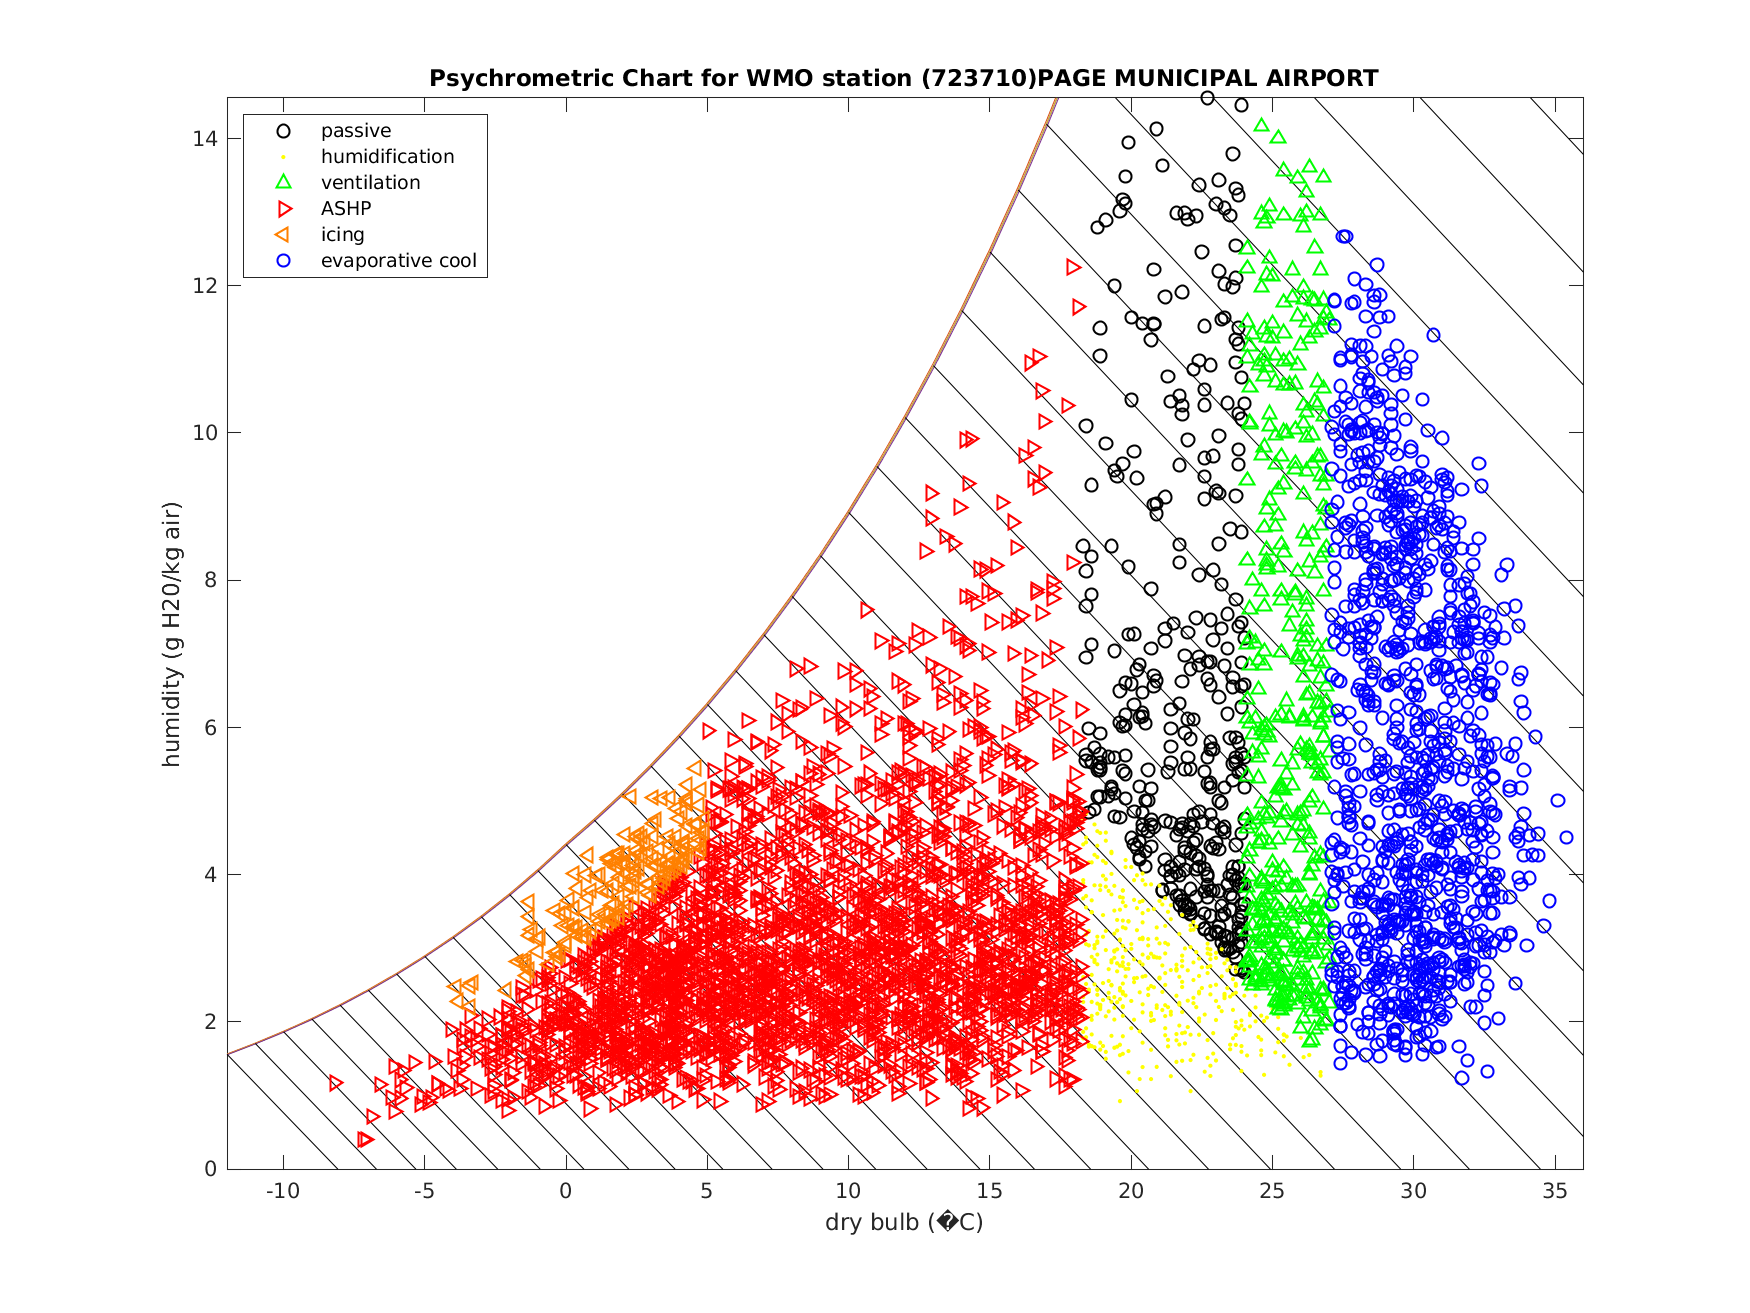 Psychrometric Chart for WMO station (723710)PAGE MUNICIPAL AIRPORT
passive
humidification
ventilation
ASHP
icing
evaporative cool
humidity (g H20/kg air)
14
12
10
8
6
4
2
0
-10 -5 0 5 10 15 20 25 30 35
dry bulb (�C)